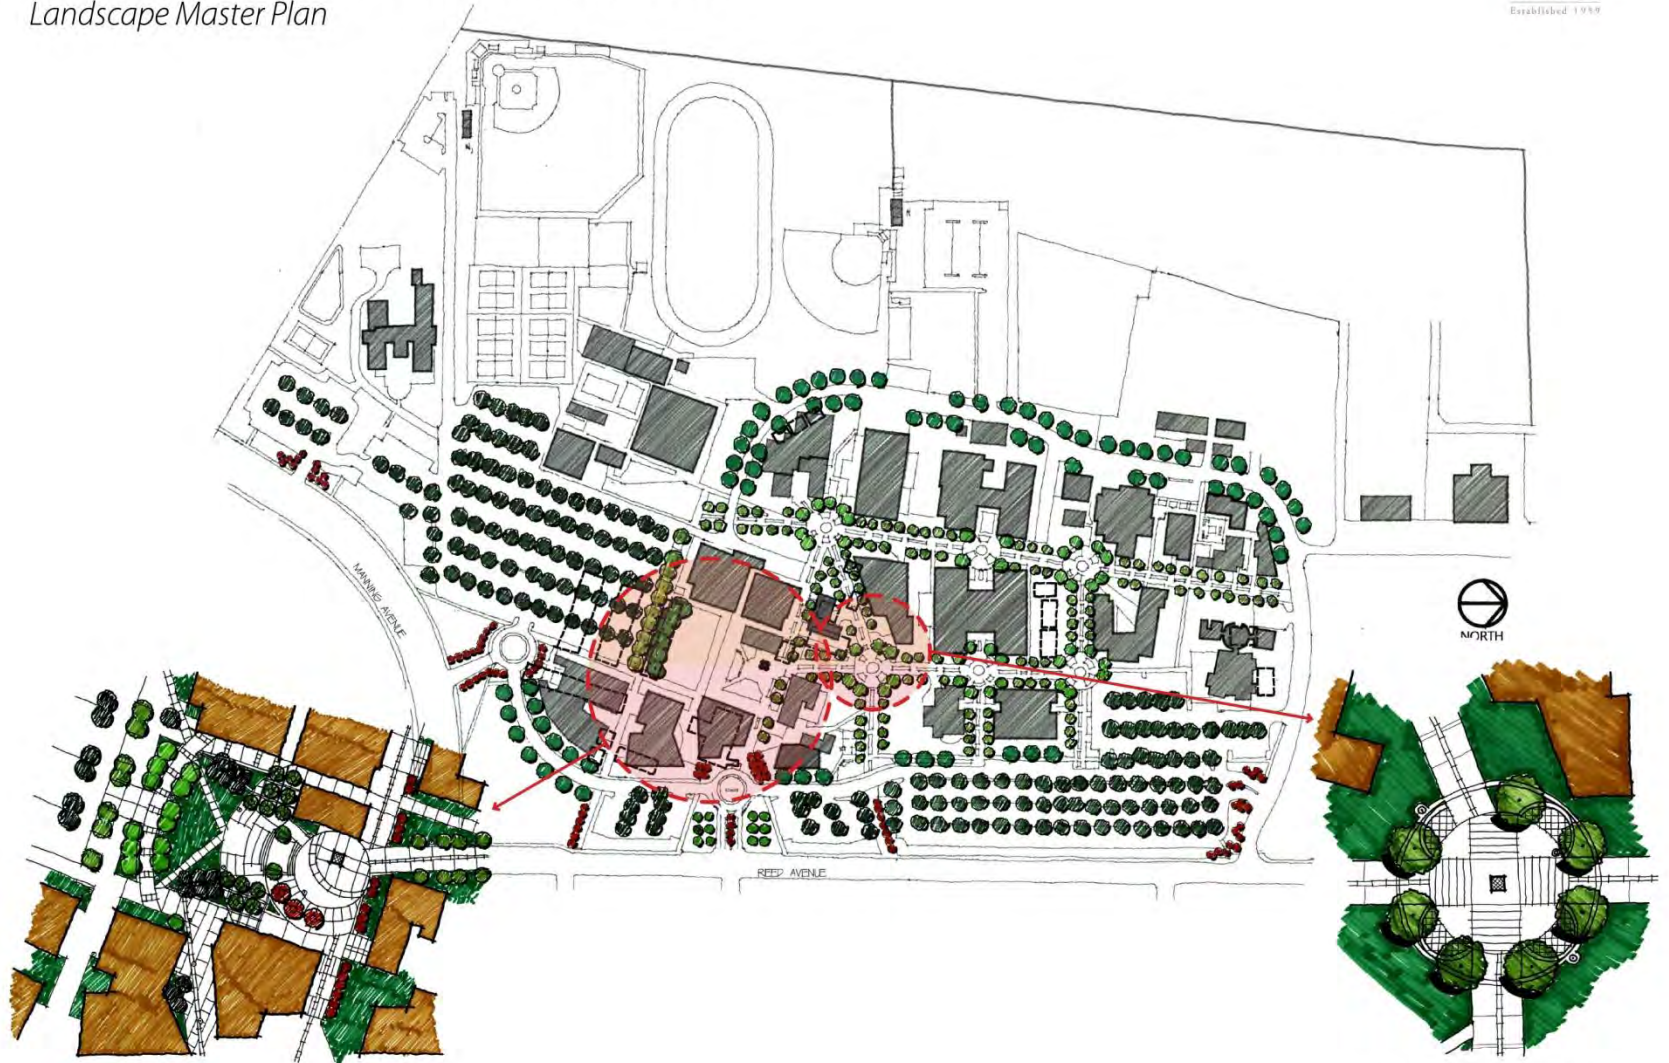 Landscape Master Plan
Established 1959
MANNING AVENUE
NORTH
REED AVENUE